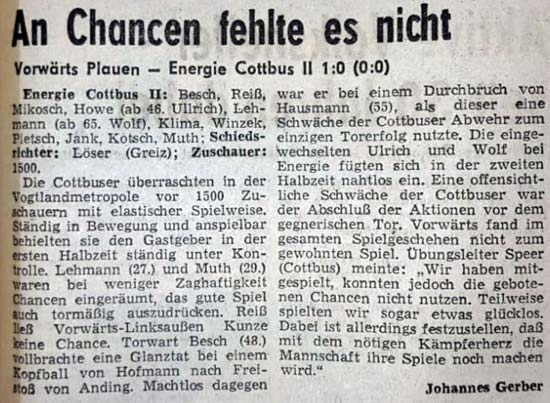 An Chancen fehlte es nicht
Vorwärts Plauen — Energie Cottbus II 1:0 (0:0)
Energie Cottbus II: Besch, Reiß,
Mikosch, Howe (ab 46. Ullrich), Leh-
mann (ab 65. Wolf), Klima, Winzek,
Pietsch, Jank, Kotsch, Muth; Schieds-
richter: Löser (Greiz); Zuschauer:
1500.
Die Cottbuser überraschten in der
Vogtlandmetropole vor 1500 Zu-
schauern mit elastischer Spielweise.
Ständig in Bewegung und anspielbar
behielten sie den Gastgeber in der
ersten Halbzeit ständig unter Kon-
trolle. Lehmann (27.) und Muth (29.)
waren bei weniger Zaghaftigkeit
Chancen eingeräumt, das gute Spiel
auch tormäßig auszudrücken. Reiß
ließ Vorwärts-Linksaußen Kunze
keine Chance. Torwart Besch (48.)
vollbrachte eine Glanztat bei einem
Kopfball von Hofmann nach Frei-
stoß von Anding. Machtlos dagegen
war er bei einem Durchbruch von
Hausmann (55), als dieser eine
Schwäche der Cottbuser Abwehr zum
einzigen Torerfolg nutzte. Die einge-
wechselten Ulrich und Wolf bei
Energie fügten sich in der zweiten
Halbzeit nahtlos ein. Eine offensicht-
liche Schwäche der Cottbuser war
der Abschluß der Aktionen vor dem
gegnerischen Tor. Vorwärts fand im
gesamten Spielgeschehen nicht zum
gewohnten Spiel. Übungsleiter Speer
(Cottbus) meinte: „Wir haben mit-
gespielt, konnten jedoch die gebote-
nen Chancen nicht nutzen. Teilweise
spielten wir sogar etwas glücklos.
Dabei ist allerdings festzustellen, daß
mit dem nötigen Kämpferherz die
Mannschaft ihre Spiele noch machen
wird.“
Johannes Gerber